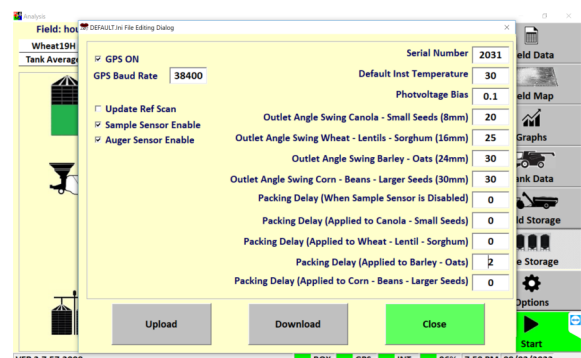 Analysis
Field: hou
DEFAULT.Ini File Editing Dialog
Wheat19H
Tank Average
GPS ON
GPS Baud Rate 38400
Update Ref Scan
Sample Sensor Enable
Auger Sensor Enable
Serial Number 2031
Default Inst Temperature 30
Photvoltage Bias 0.1
Outlet Angle Swing Canola - Small Seeds (8mm) 20
Outlet Angle Swing Wheat - Lentils - Sorghum (16mm) 25
Outlet Angle Swing Barley - Oats (24mm) 30
Outlet Angle Swing Corn - Beans - Larger Seeds (30mm) 30
Packing Delay (When Sample Sensor is Disabled) 0
Packing Delay (Applied to Canola - Small Seeds) 0
Packing Delay (Applied to Wheat - Lentil - Sorghum) 0
Packing Delay (Applied to Barley - Oats) 2
Packing Delay (Applied to Corn - Beans - Larger Seeds) 0
Upload Download Close
eld Data
eld Map
Graphs
nk Data
ld Storage
e Storage
Options
Start